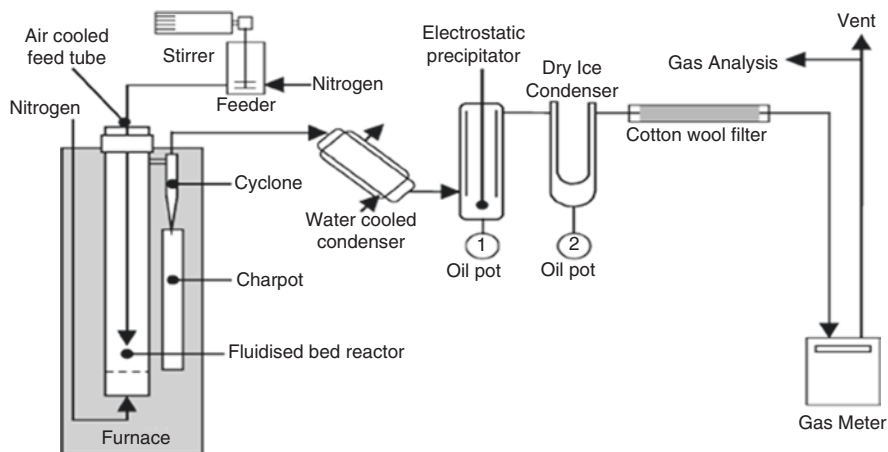 Air cooled
feed tube
Stirrer
Nitrogen
Feeder
Nitrogen
Cyclone
Charpot
Fluidised bed reactor
Furnace
Water cooled
condenser
Electrostatic
precipitator
1
Oil pot
Dry Ice
Condenser
2
Oil pot
Cotton wool filter
Gas Analysis
Vent
Gas Meter